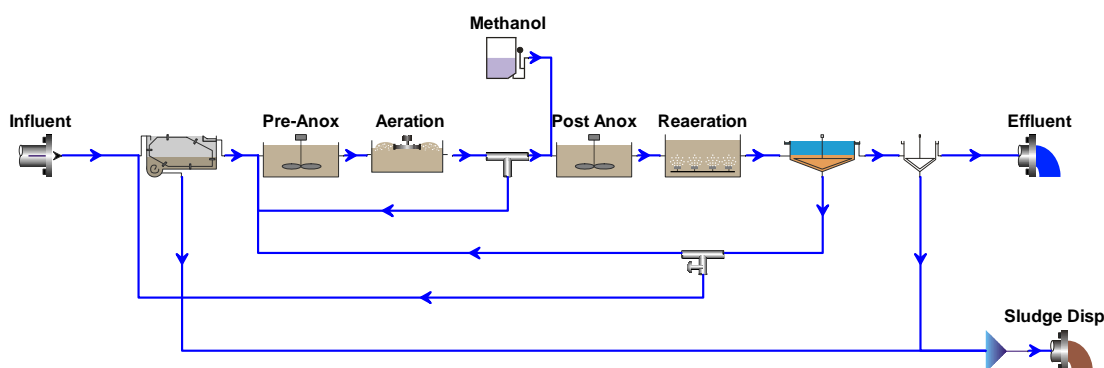 Methanol
Influent
Pre-Anox
Aeration
Post Anox
Reaeration
Effluent
Sludge Disp